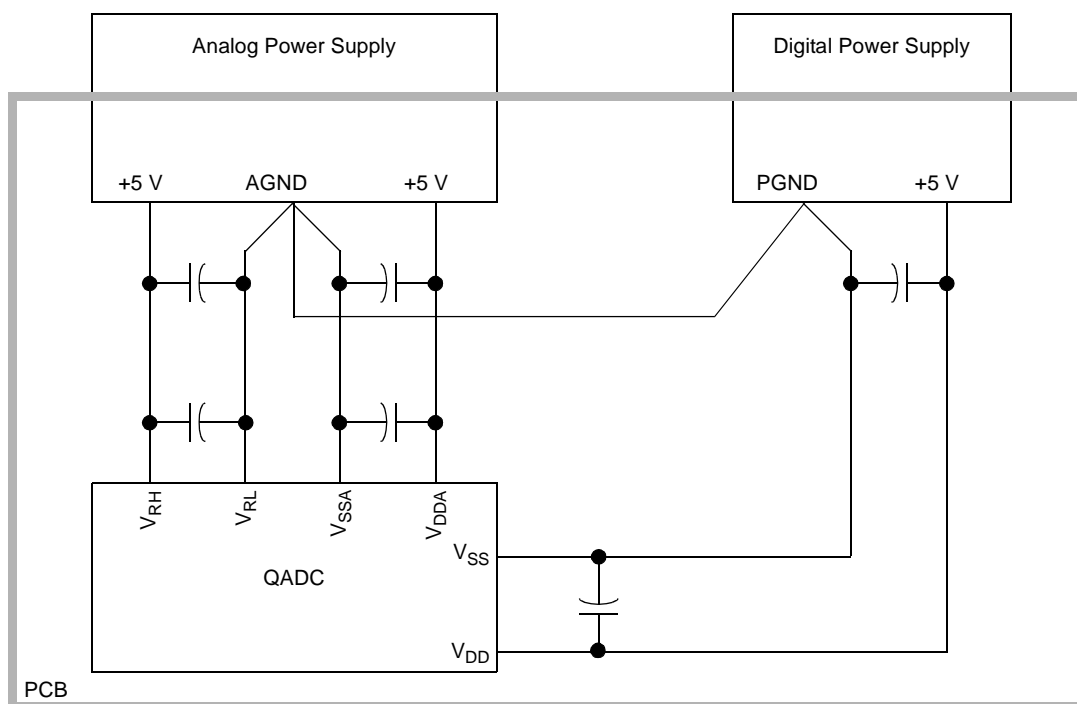 Analog Power Supply
Digital Power Supply
+5 V
AGND
+5 V
PGND
+5 V
VRH
VRL
VSSA
VDDA
VSS
QADC
VDD
PCB